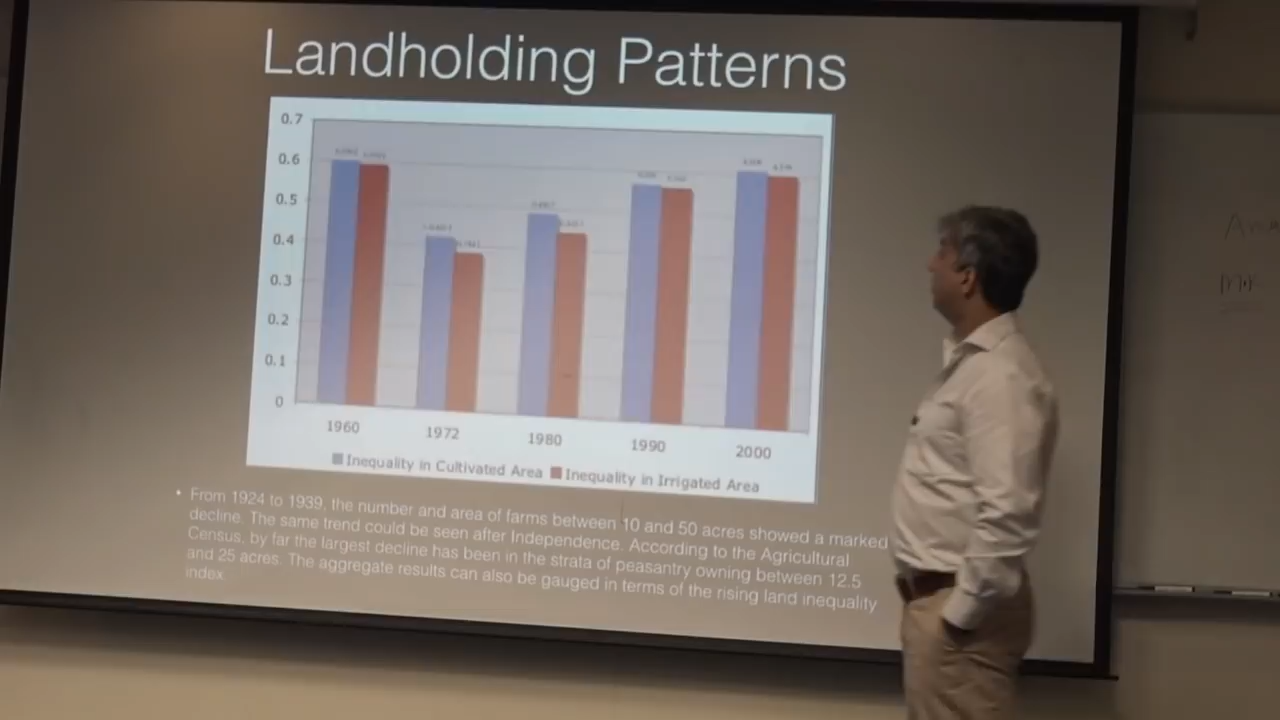 Landholding Patterns
0.7
0.6
0.5
0.4
0.3
0.2
0.1
0
1960 1972 1980 1990 2000
Inequality in Cultivated Area Inequality in Irrigated Area
• From 1924 to 1939, the number and area of farms between 10 and 50 acres showed a marked
decline. The same trend could be seen after Independence. According to the Agricultural
Census, by far the largest decline has been in the strata of peasantry owning between 12.5
and 25 acres. The aggregate results can also be gauged in terms of the rising land inequality
index.